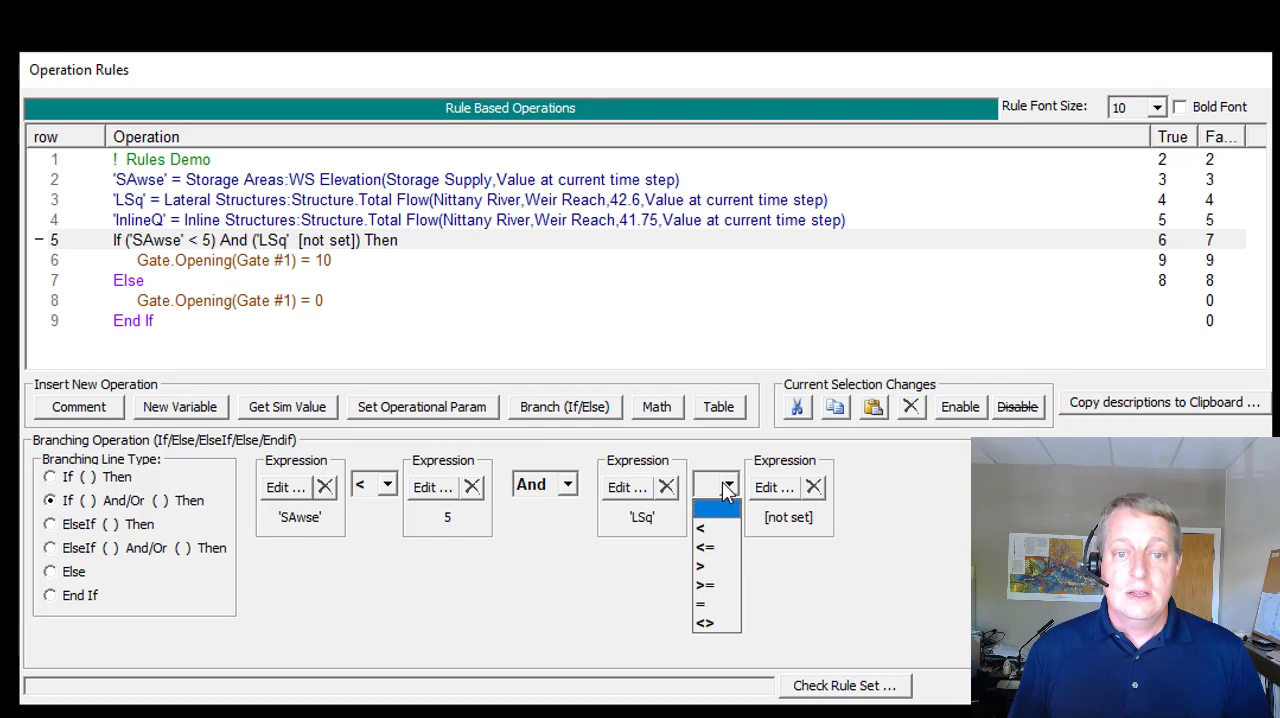 Operation Rules
Rule Based Operations
Rule Font Size: 10 Bold Font
row Operation True Fa...
1 ! Rules Demo 2 2
2 'SAwse' = Storage Areas:WS Elevation(Storage Supply,Value at current time step) 3 3
3 'LSq' = Lateral Structures:Structure.Total Flow(Nittany River,Weir Reach,42.6,Value at current time step) 4 4
4 'InlineQ' = Inline Structures:Structure.Total Flow(Nittany River,Weir Reach,41.75,Value at current time step) 5 5
5 If ('SAwse' < 5) And ('LSq' [not set]) Then 6 7
6 Gate.Opening(Gate #1) = 10 9 9
7 Else 8 8
8 Gate.Opening(Gate #1) = 0 0
9 End If 0
Insert New Operation
Comment New Variable Get Sim Value Set Operational Param Branch (If/Else) Math Table
Current Selection Changes
Enable Disable
Copy descriptions to Clipboard ...
Branching Operation (If/Else/ElseIf/Else/Endif)
Branching Line Type:
If ( ) Then
If ( ) And/Or ( ) Then
ElseIf ( ) Then
ElseIf ( ) And/Or ( ) Then
Else
End If
Expression
Edit ...
'SAwse'
<
Expression
Edit ...
5
And
Expression
Edit ...
'LSq'
<
<=
>
>=
=
<>
Expression
Edit ...
[not set]
Check Rule Set ...